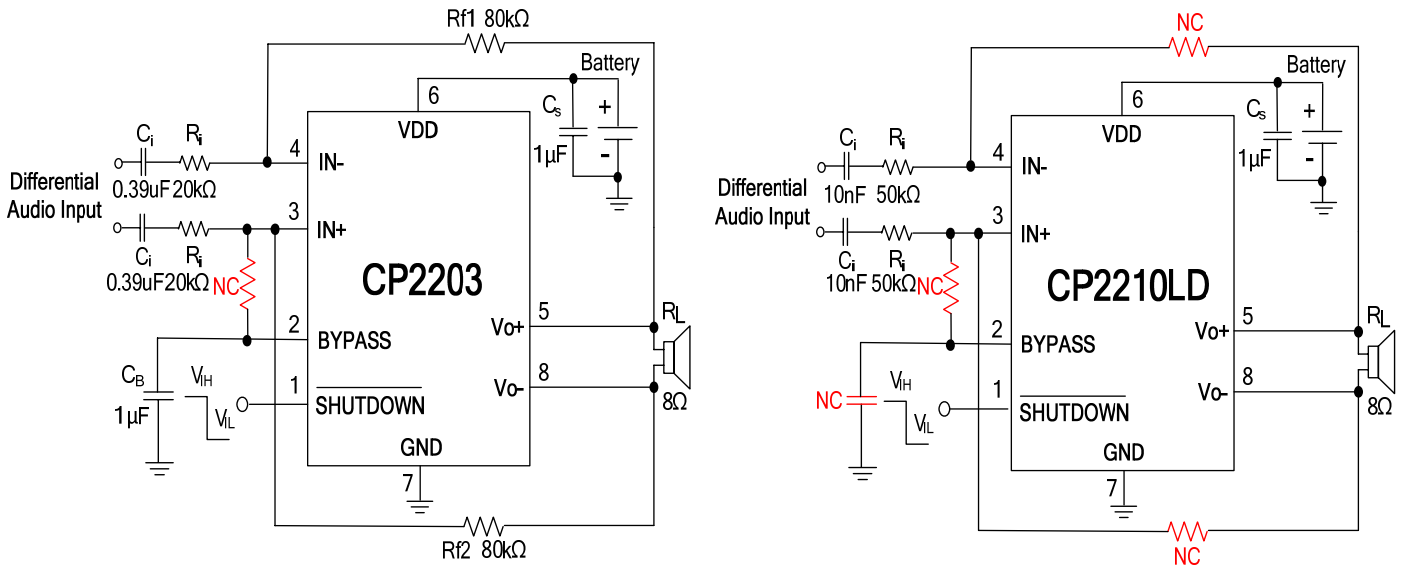 Rf1 80kΩ
Battery
6
VDD
Cs
+
1μF
-
Ci
Ri
4
IN-
0.39uF 20kΩ
Differential
Audio Input
3
IN+
Ci
Ri
0.39uF 20kΩ
NC
CP2203
2
BYPASS
5
Vo+
RL
CB
1μF
VIH
VIL
1
SHUTDOWN
8
Vo-
8Ω
GND
7
Rf2 80kΩ
NC
Battery
6
VDD
Cs
+
1μF
-
Ci
Ri
4
IN-
10nF 50kΩ
Differential
Audio Input
3
IN+
Ci
Ri
10nF 50kΩ
NC
CP2210LD
2
BYPASS
5
Vo+
RL
NC
VIH
VIL
1
SHUTDOWN
8
Vo-
8Ω
GND
7
NC